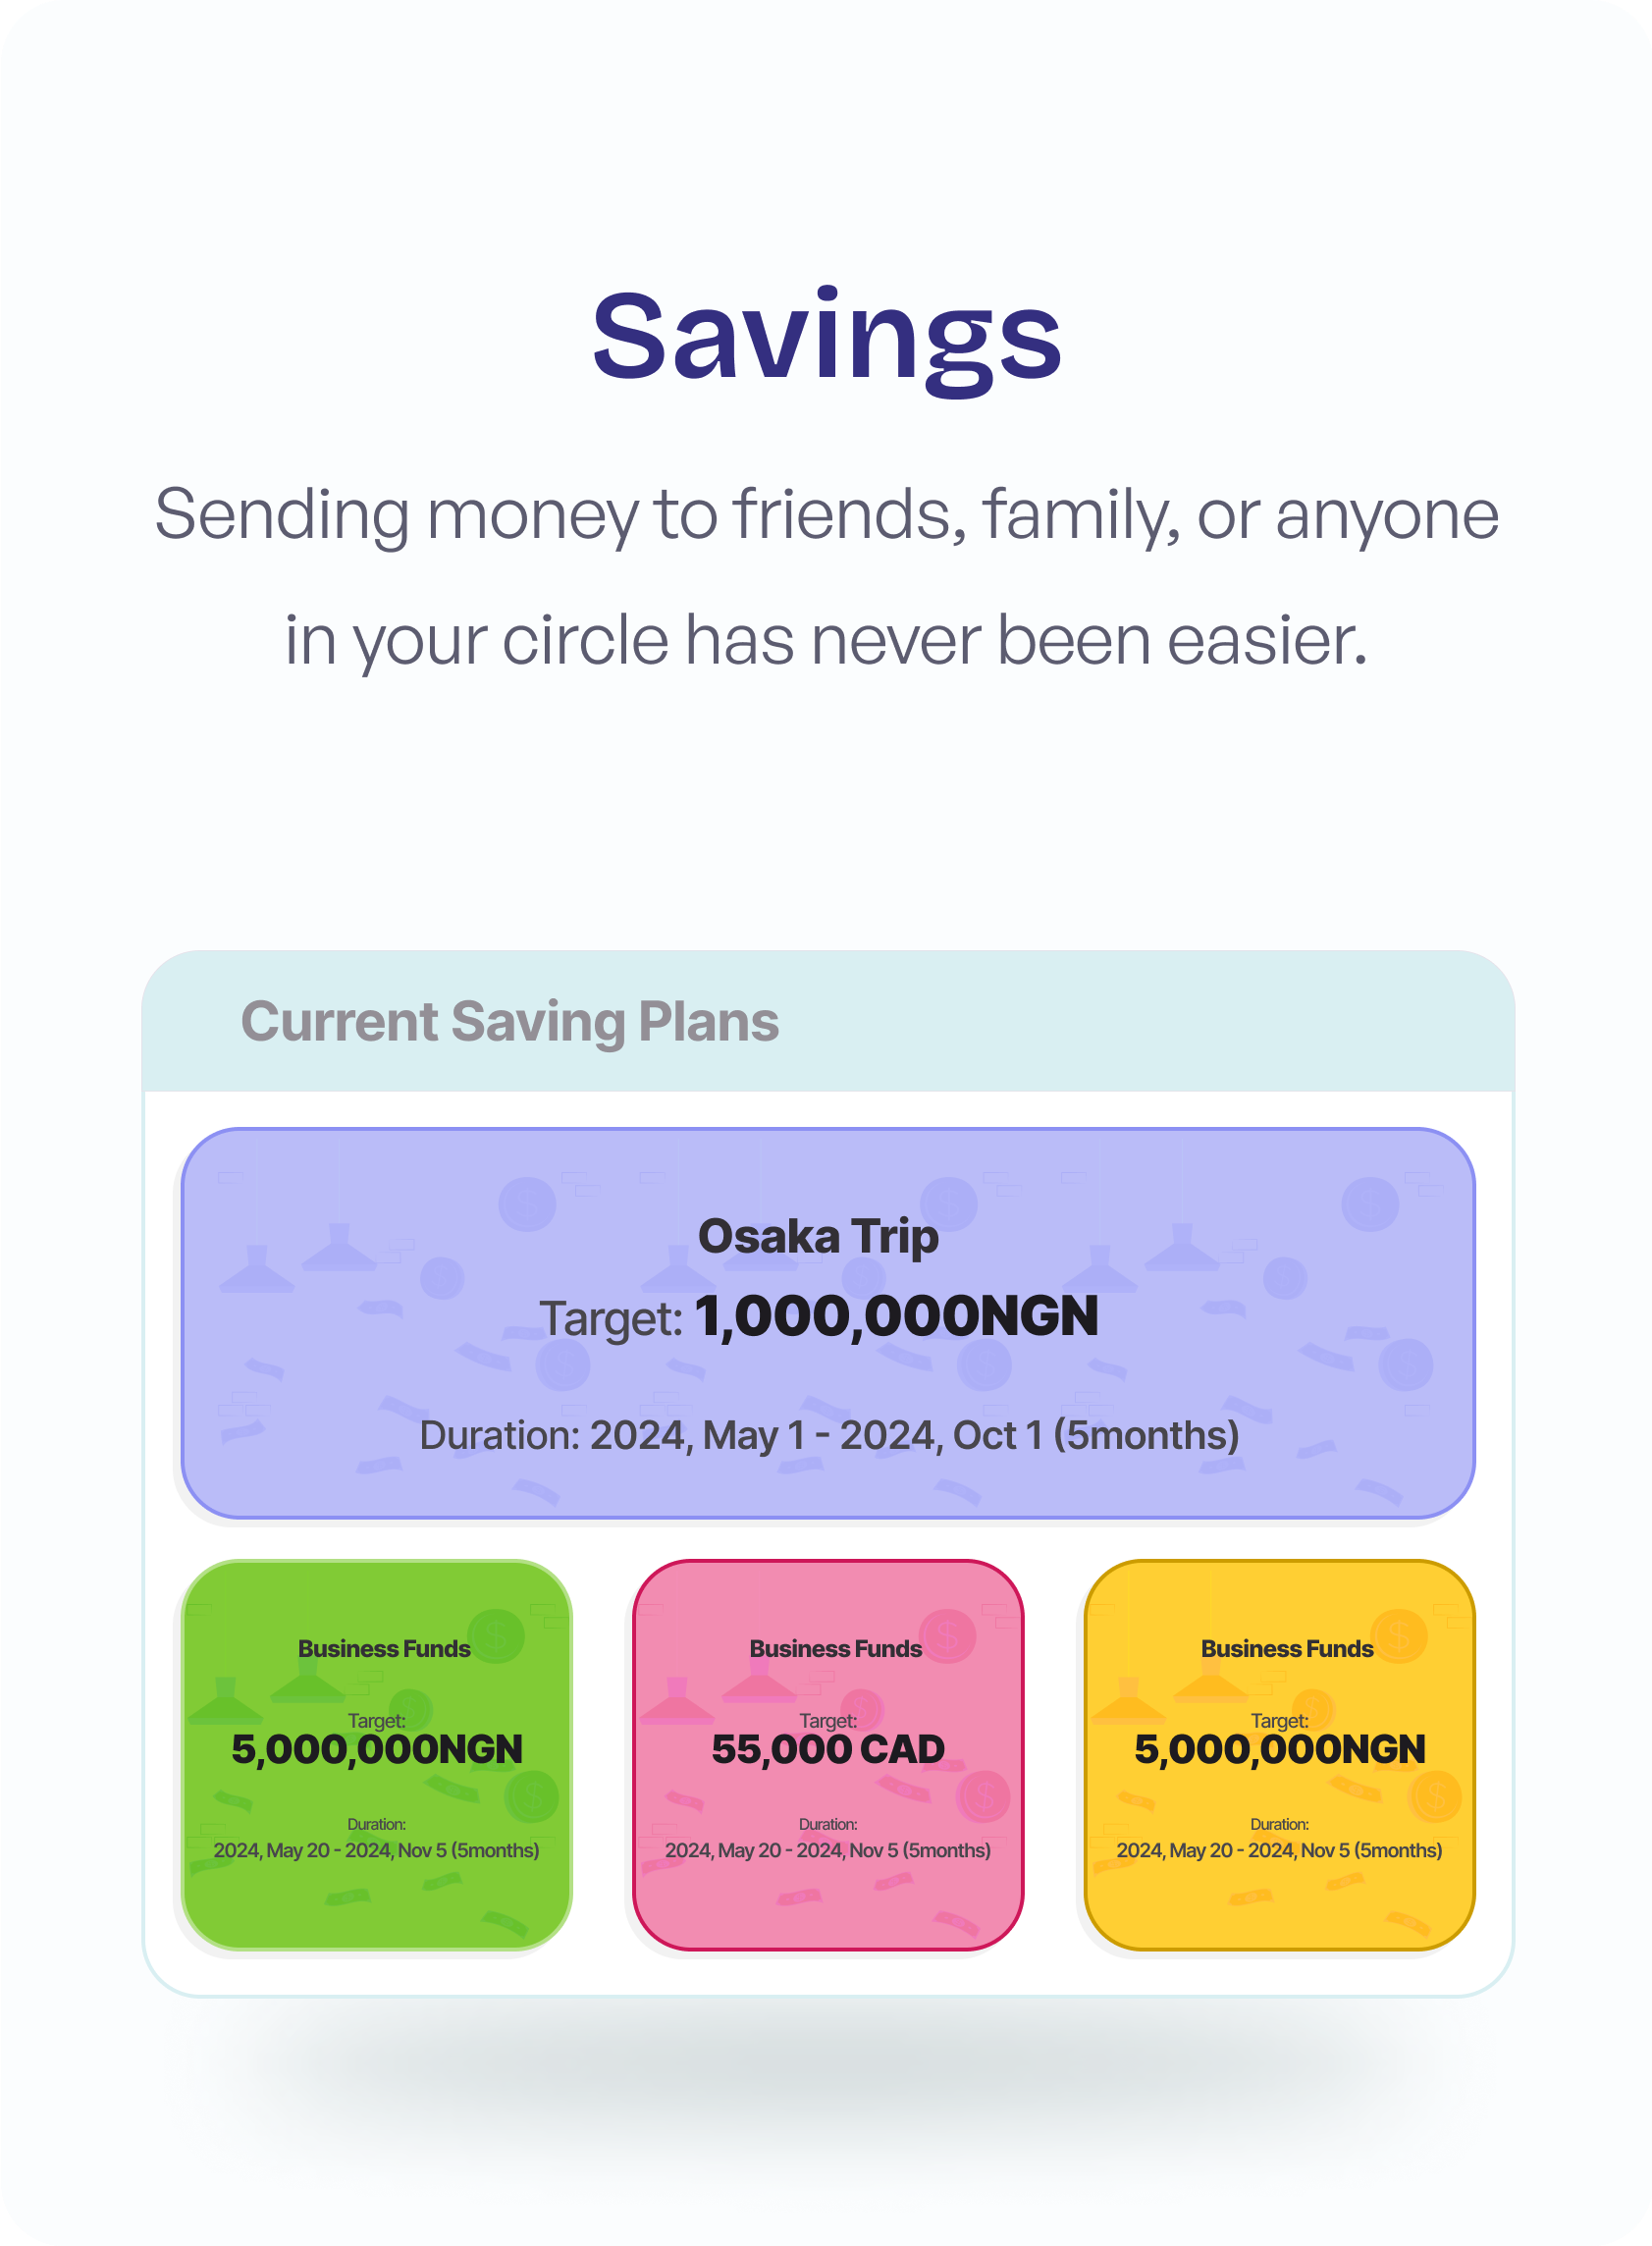 Savings
Sending money to friends, family, or anyone
in your circle has never been easier.
Current Saving Plans
Osaka Trip
Target: 1,000,000NGN
Duration: 2024, May 1 - 2024, Oct 1 (5months)
Business Funds
Target:
5,000,000NGN
Duration:
2024, May 20 - 2024, Nov 5 (5months)
Business Funds
Target:
55,000 CAD
Duration:
2024, May 20 - 2024, Nov 5 (5months)
Business Funds
Target:
5,000,000NGN
Duration:
2024, May 20 - 2024, Nov 5 (5months)